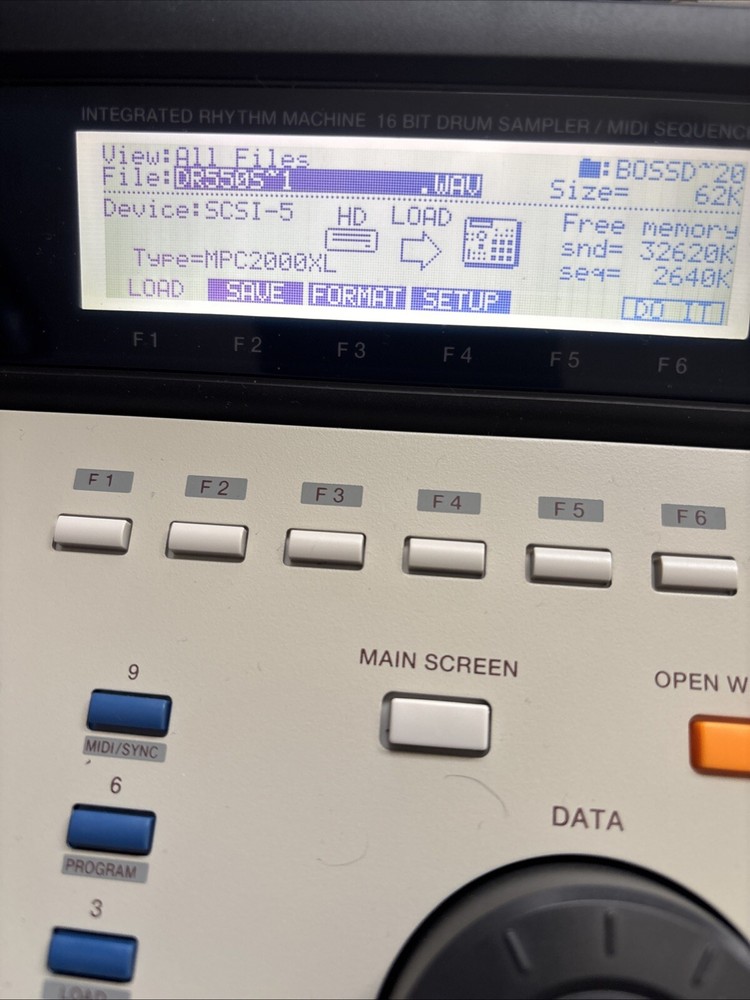 INTEGRATED RHYTHM MACHINE 16 BIT DRUM SAMPLER / MIDI SEQUENC
View:All Files
:BOSSD~20
File:DR550S~1 .WAV
Size= 62K
Device:SCSI-5
HD LOAD
Free memory
snd= 32620K
Type=MPC2000XL
seq= 2640K
LOAD SAVE FORMAT SETUP DO IT
F1 F2 F3 F4 F5 F6
F1 F2 F3 F4 F5 F6
MAIN SCREEN
OPEN W
9
MIDI/SYNC
6
DATA
PROGRAM
3
LOAD